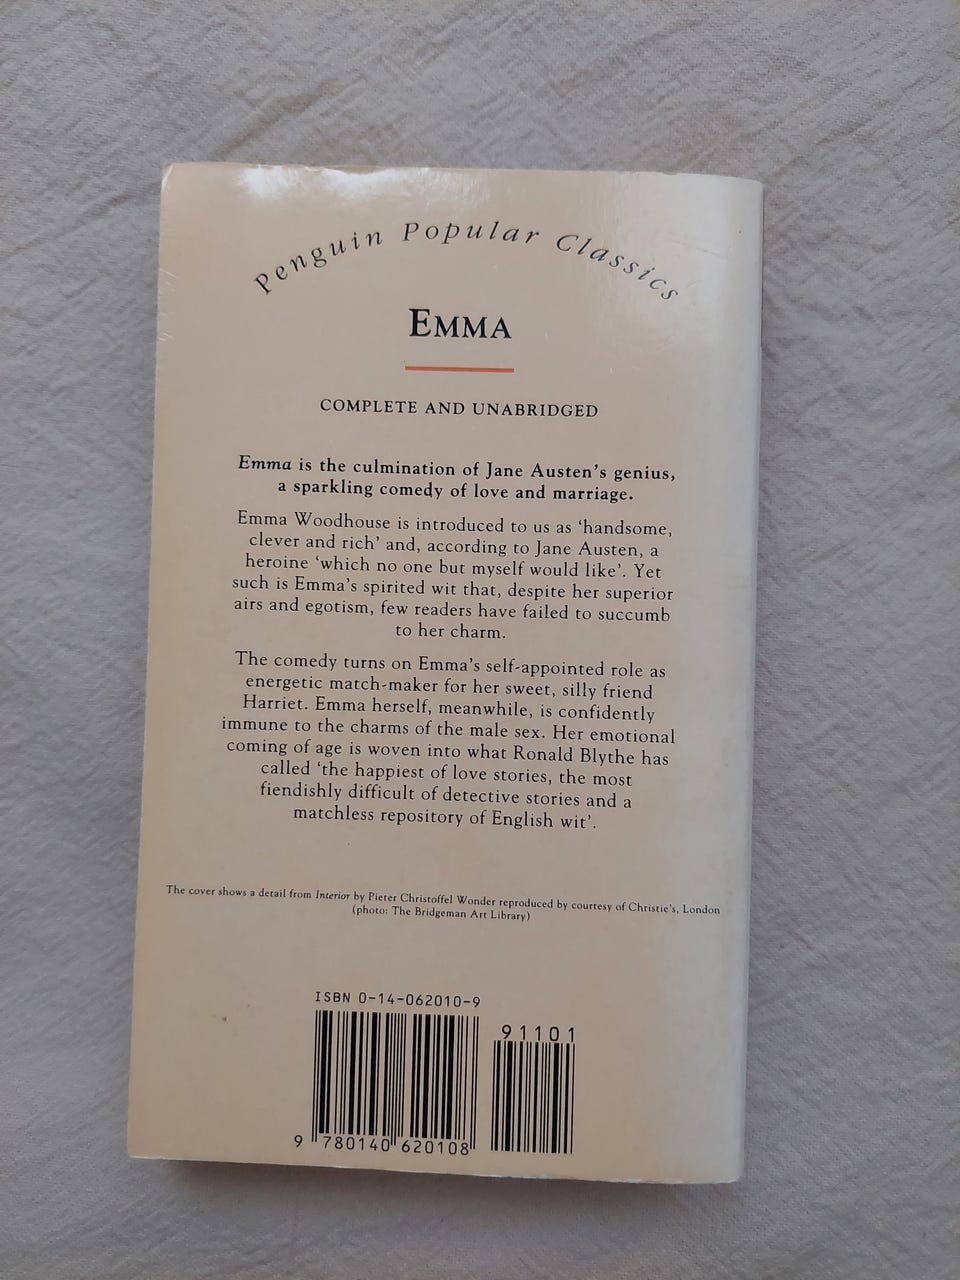 Penguin Popular Classics
EMMA
COMPLETE AND UNABRIDGED
Emma is the culmination of Jane Austen's genius,
a sparkling comedy of love and marriage.
Emma Woodhouse is introduced to us as 'handsome,
clever and rich' and, according to Jane Austen, a
heroine 'which no one but myself would like'. Yet
such is Emma's spirited wit that, despite her superior
airs and egotism, few readers have failed to succumb
to her charm.
The comedy turns on Emma's self-appointed role as
energetic match-maker for her sweet, silly friend
Harriet. Emma herself, meanwhile, is confidently
immune to the charms of the male sex. Her emotional
coming of age is woven into what Ronald Blythe has
called 'the happiest of love stories, the most
fiendishly difficult of detective stories and a
matchless repository of English wit'.
The cover shows a detail from Interior by Pieter Christoffel Wonder reproduced by courtesy of Christie's, London
(photo: The Bridgeman Art Library)
ISBN 0-14-062010-9
91101
9 780140 620108